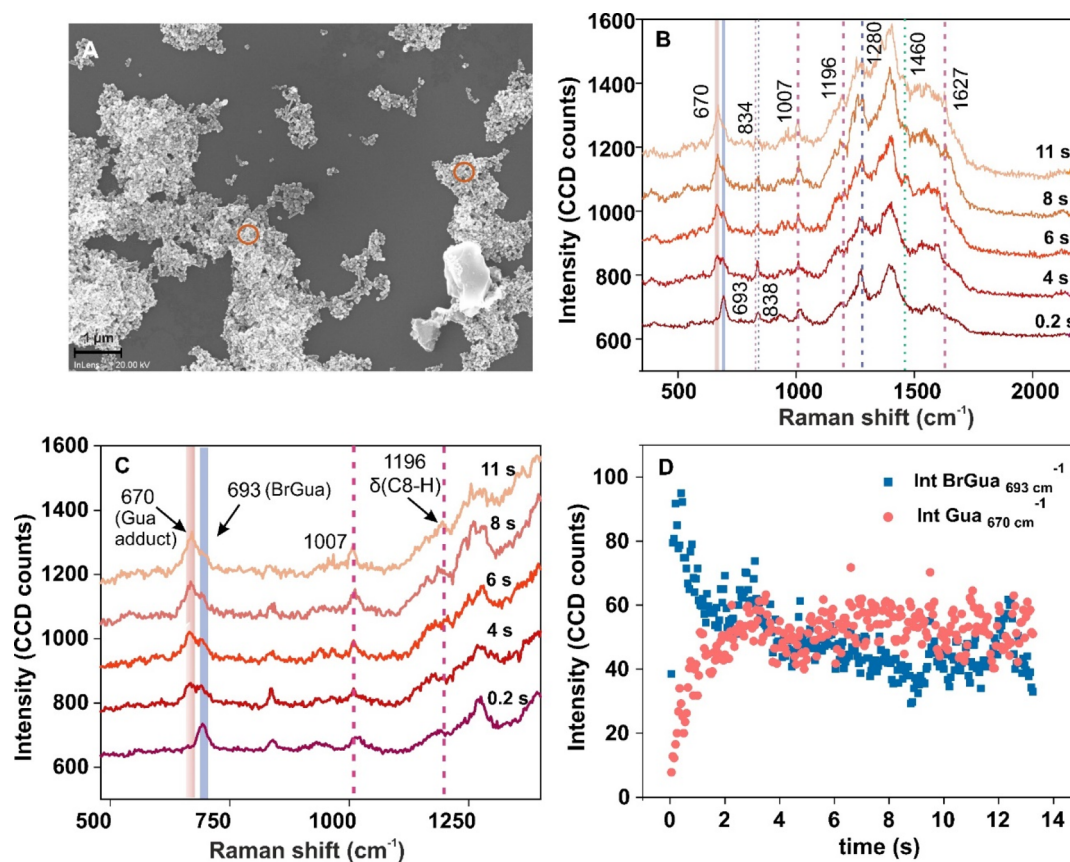 A
1 µm
InLens 20.00 kV
B
Intensity (CCD counts)
1600
1400
1200
1000
800
600
670
834
1007
1196
1280
1460
1627
693
838
11 s
8 s
6 s
4 s
0.2 s
500
1000
1500
2000
Raman shift (cm⁻¹)
C
Intensity (CCD counts)
1600
1400
1200
1000
800
600
670
(Gua
adduct)
693 (BrGua)
1007
1196
δ(C8-H)
11 s
8 s
6 s
4 s
0.2 s
500
750
1000
1250
Raman shift (cm⁻¹)
D
Intensity (CCD counts)
100
80
60
40
20
0
Int BrGua 693 cm⁻¹
Int Gua 670 cm⁻¹
0
2
4
6
8
10
12
14
time (s)